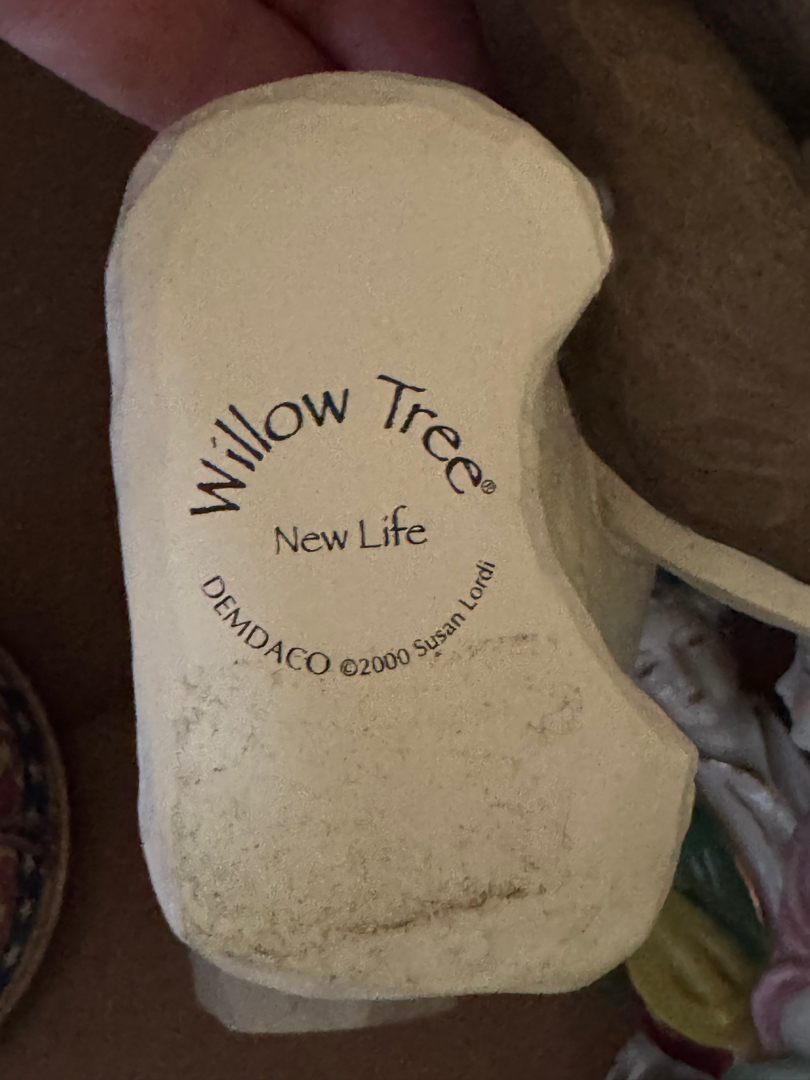 Willow Tree®
New Life
DEMDACO ©2000 Susan Lordi